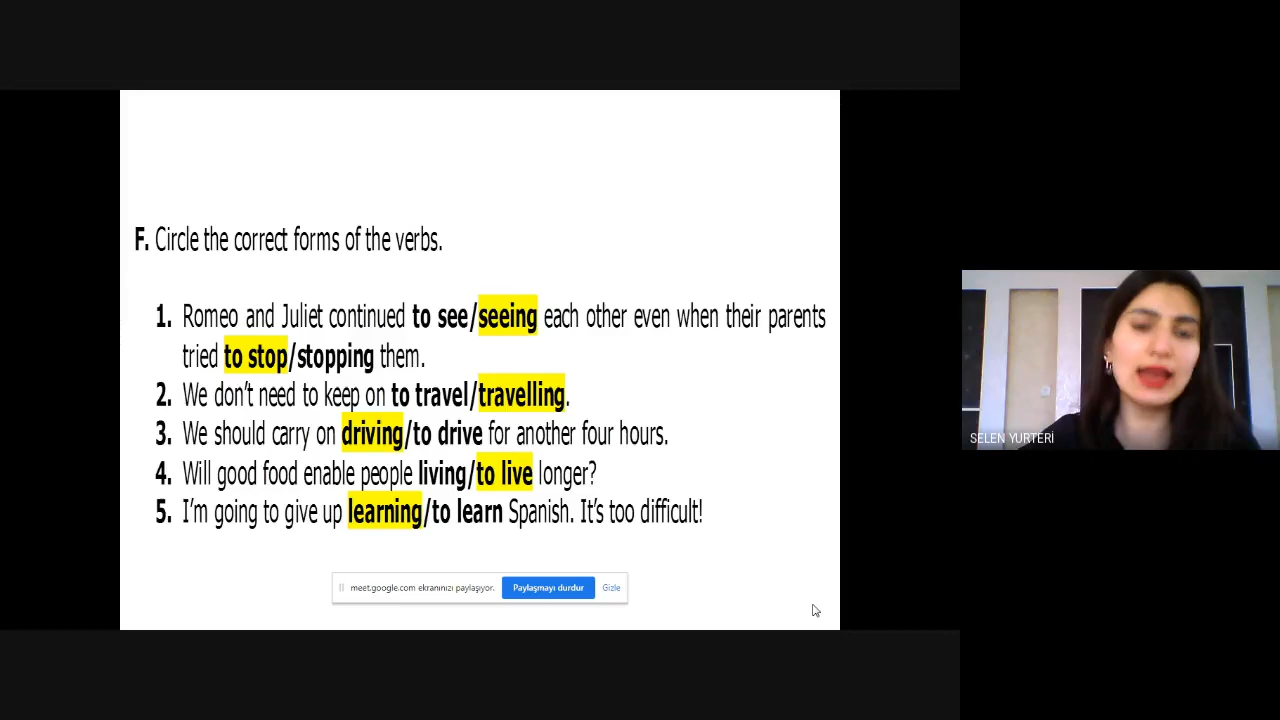 F. Circle the correct forms of the verbs.
1. Romeo and Juliet continued to see/seeing each other even when their parents
tried to stop/stopping them.
2. We don't need to keep on to travel/travelling.
3. We should carry on driving/to drive for another four hours.
4. Will good food enable people living/to live longer?
5. I'm going to give up learning/to learn Spanish. It's too difficult!
meet.google.com ekranınızı paylaşıyor. Paylaşmayı durdur Gizle
SELEN YURTERİ